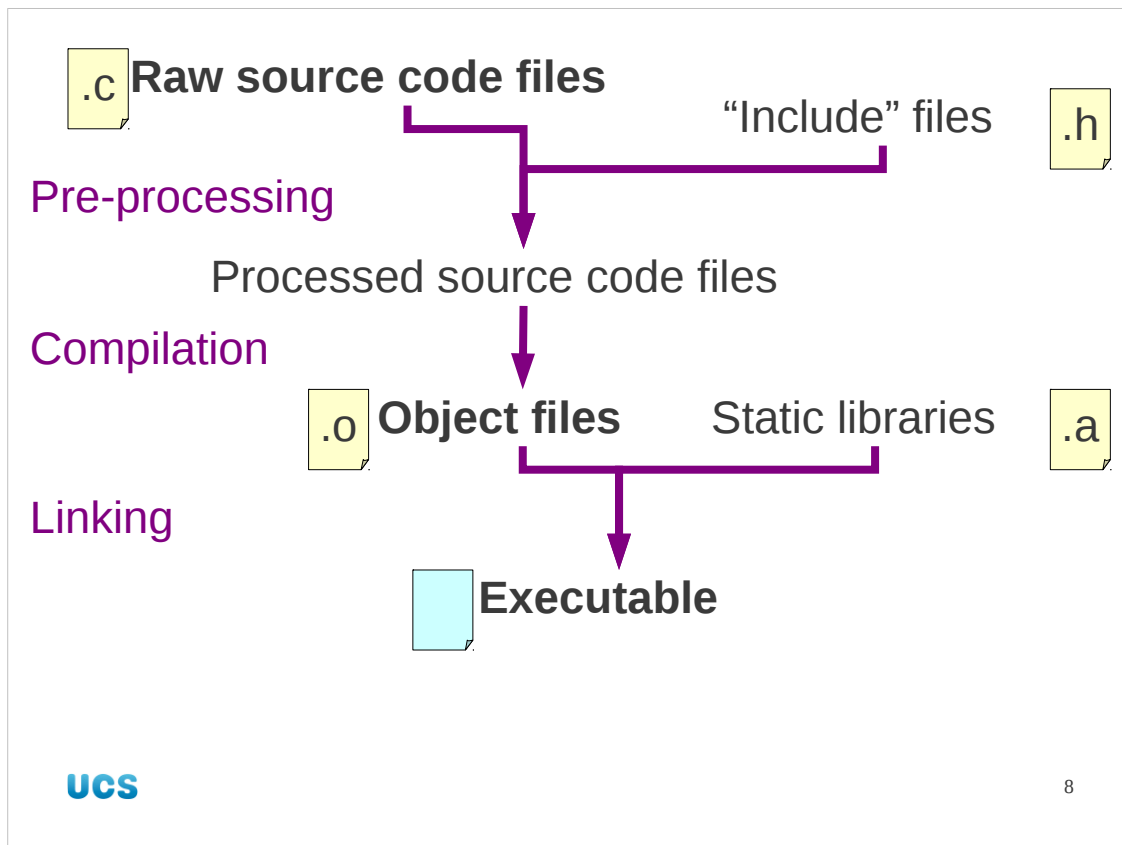 .c
Raw source code files
“Include” files
.h
Pre-processing
Processed source code files
Compilation
.o
Object files
Static libraries
.a
Linking
Executable
UCS
8